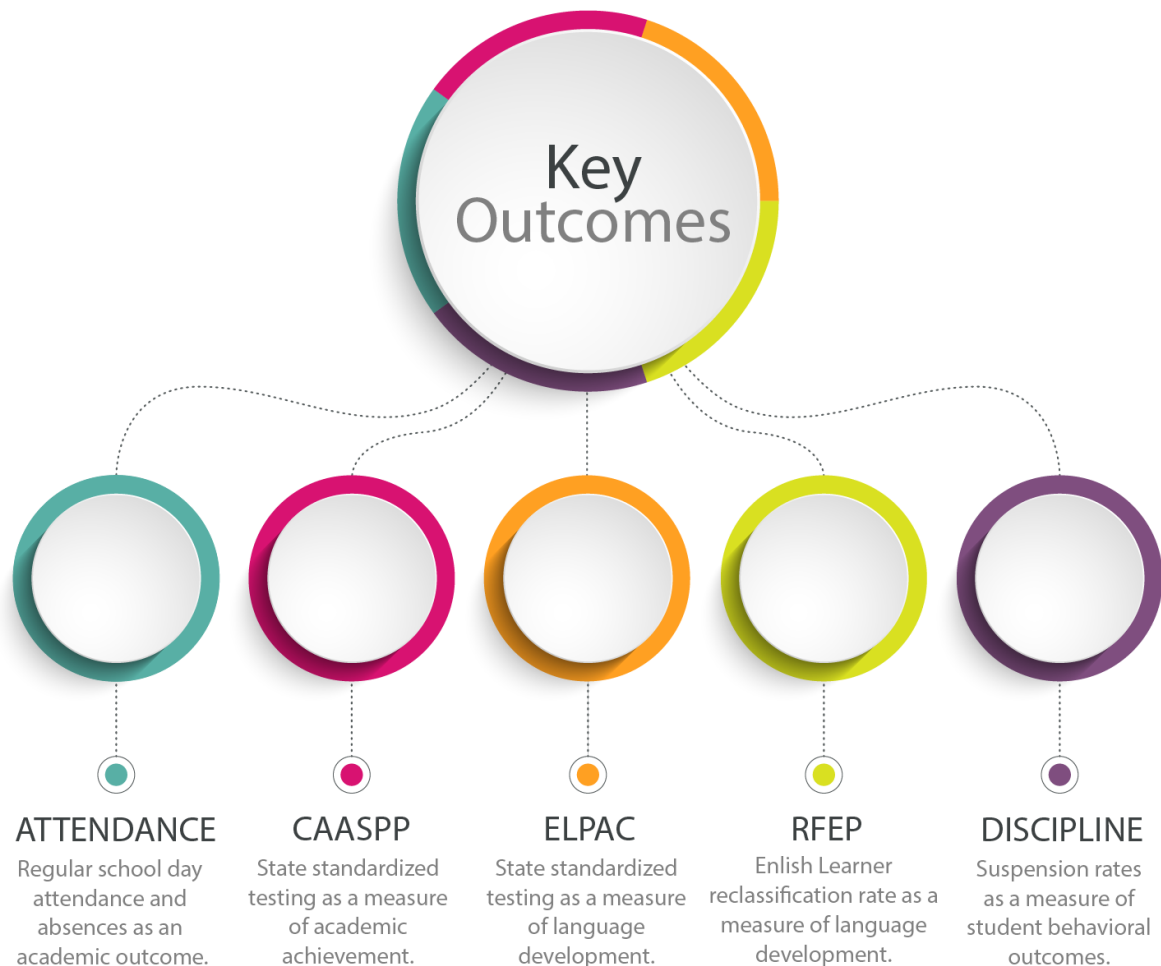 Key
Outcomes
ATTENDANCE
Regular school day
attendance and
absences as an
academic outcome.
CAASPP
State standardized
testing as a measure
of academic
achievement.
ELPAC
State standardized
testing as a measure
of language
development.
RFEP
Enlish Learner
reclassification rate as a
measure of language
development.
DISCIPLINE
Suspension rates
as a measure of
student behavioral
outcomes.